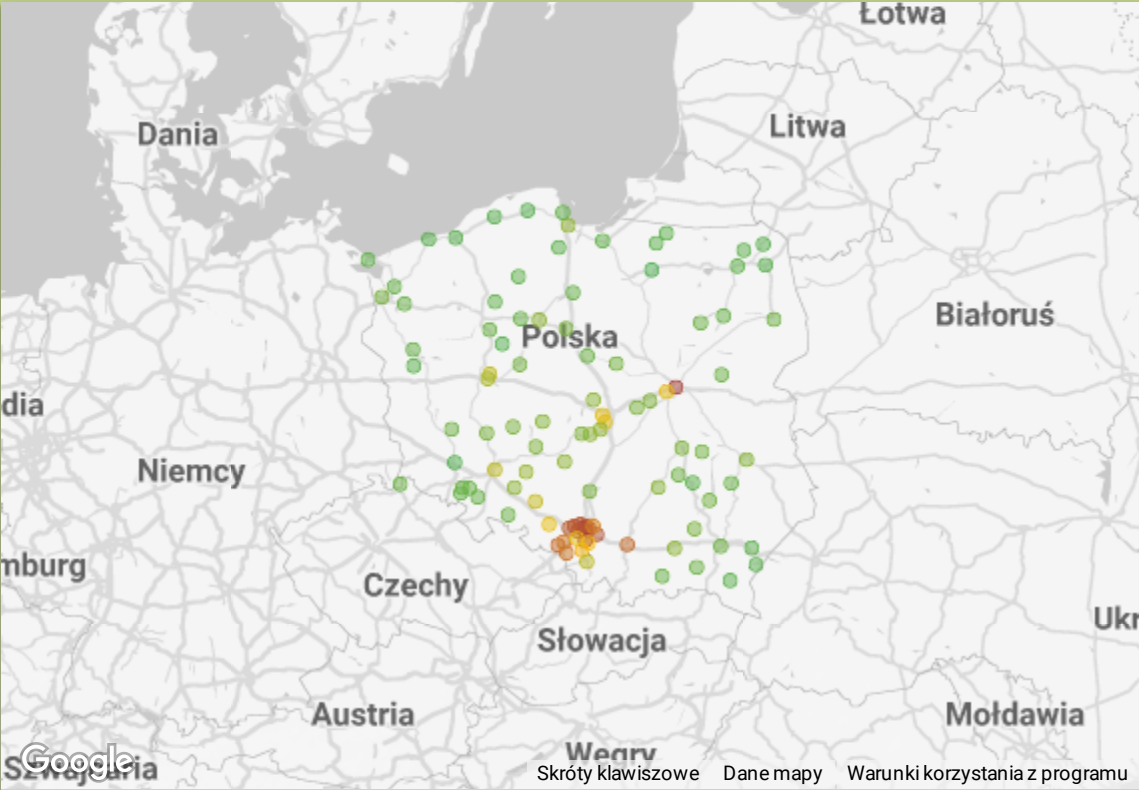 Łotwa
Dania
Litwa
Białoruś
Polska
dia
Niemcy
mburg
Czechy
Ukr
Słowacja
Austria
Mołdawia
Węgry
Google
Szwajcaria
Skróty klawiszowe Dane mapy Warunki korzystania z programu